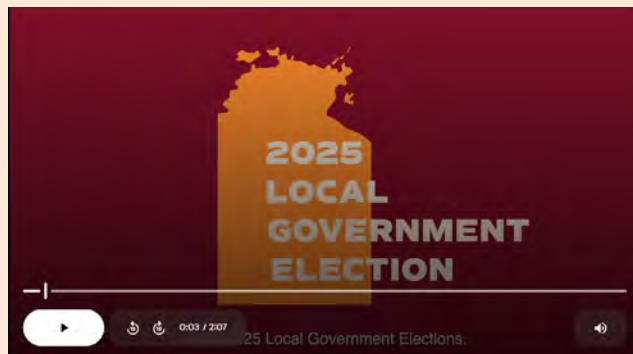 2025
LOCAL
GOVERNMENT
ELECTION
0:03 / 2:07
25 Local Government Elections.